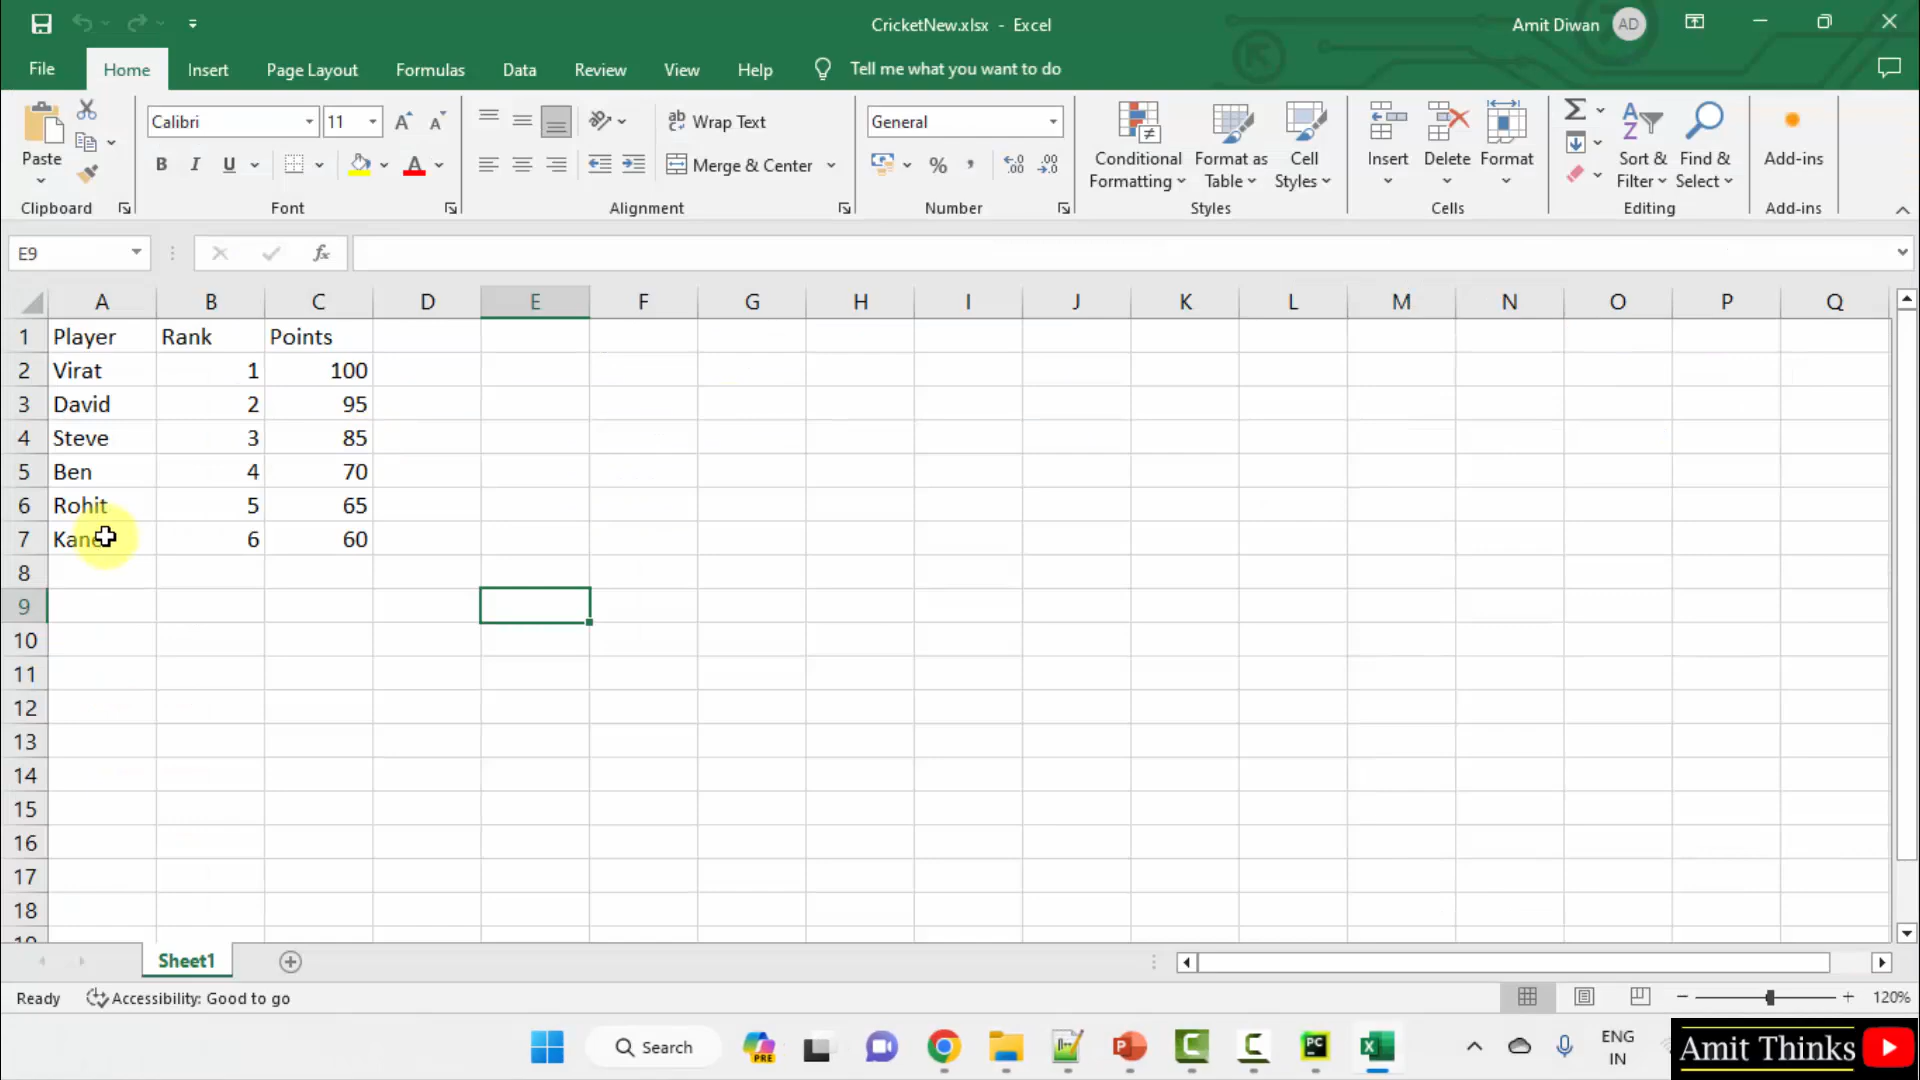 CricketNew.xlsx - Excel
Amit Diwan AD
File Home Insert Page Layout Formulas Data Review View Help Tell me what you want to do
Calibri 11 ab Wrap Text General
Paste B I U Merge & Center % Conditional Formatting Format as Table Cell Styles Insert Delete Format Sort & Filter Find & Select Add-ins
Clipboard Font Alignment Number Styles Cells Editing Add-ins
E9 fx
A B C D E F G H I J K L M N O P Q
1 Player Rank Points
2 Virat 1 100
3 David 2 95
4 Steve 3 85
5 Ben 4 70
6 Rohit 5 65
7 Kane 6 60
8
9
10
11
12
13
14
15
16
17
18
Sheet1
Ready Accessibility: Good to go 120%
Search PRE PC ENG
IN
Amit Thinks